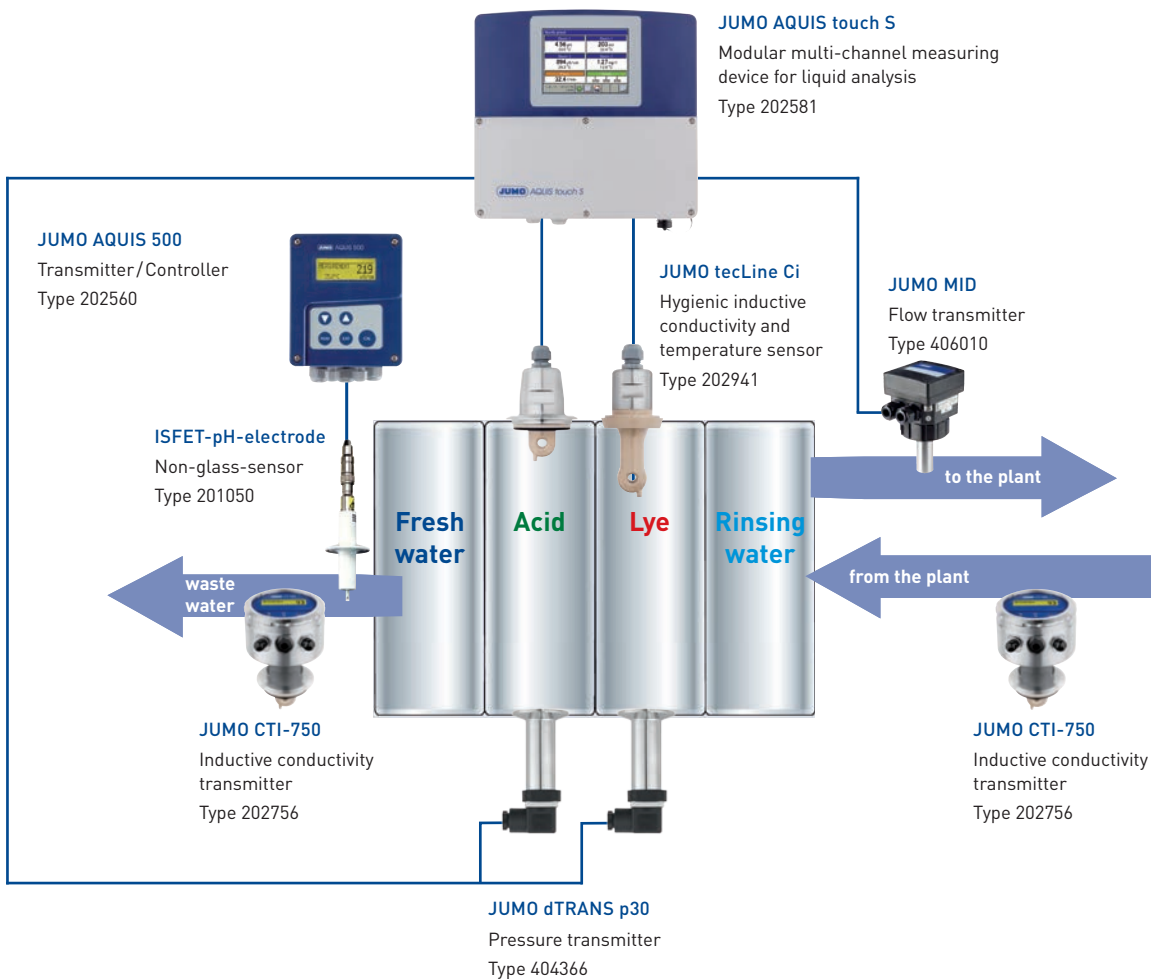 JUMO AQUIS touch S
Modular multi-channel measuring
device for liquid analysis
Type 202581
JUMO AQUIS touch S
JUMO AQUIS 500
Transmitter/Controller
Type 202560
JUMO AQUIS 500
219
JUMO tecLine Ci
Hygienic inductive
conductivity and
temperature sensor
Type 202941
JUMO MID
Flow transmitter
Type 406010
ISFET-pH-electrode
Non-glass-sensor
Type 201050
to the plant
Fresh
water
Acid
Lye
Rinsing
water
waste
water
from the plant
JUMO CTI-750
Inductive conductivity
transmitter
Type 202756
JUMO CTI-750
Inductive conductivity
transmitter
Type 202756
JUMO dTRANS p30
Pressure transmitter
Type 404366